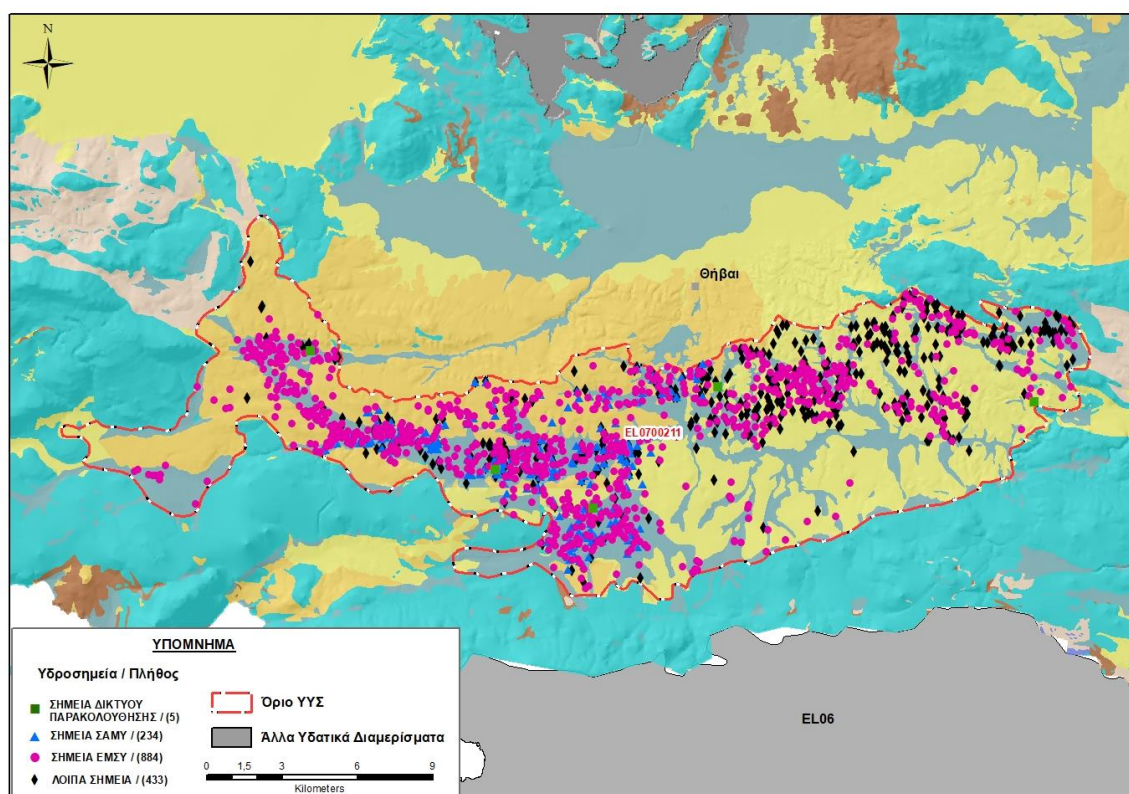 N
Θήβαι
EL0700211
EL06
ΥΠΟΜΝΗΜΑ
Υδροσημεία / Πλήθος
ΣΗΜΕΙΑ ΔΙΚΤΥΟΥ
ΠΑΡΑΚΟΛΟΥΘΗΣΗΣ / (5)
ΣΗΜΕΙΑ ΣΑΜΥ / (234)
ΣΗΜΕΙΑ ΕΜΣΥ / (884)
ΛΟΙΠΑ ΣΗΜΕΙΑ / (433)
Όριο ΥΥΣ
Άλλα Υδατικά Διαμερίσματα
0 1,5 3 6 9
Kilometers